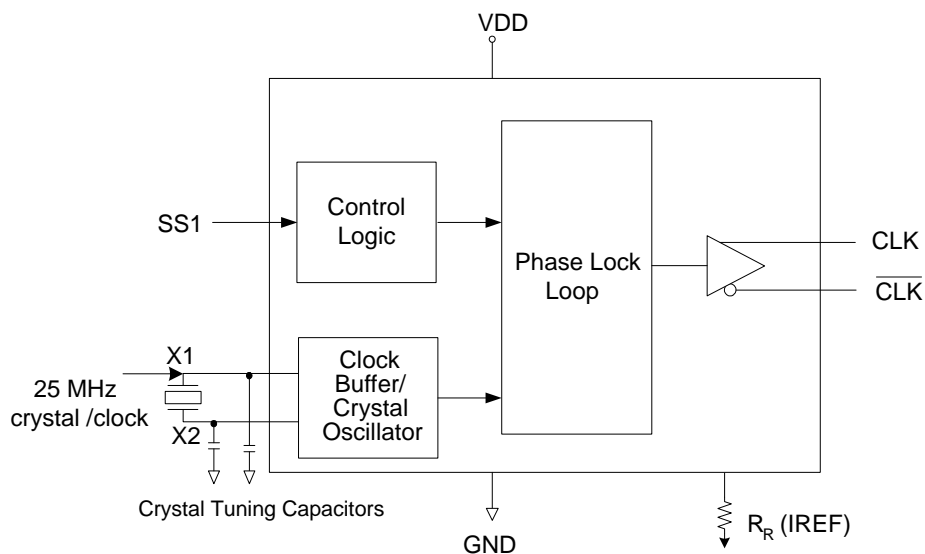 VDD
SS1
Control
Logic
Phase Lock
Loop
CLK
CLK
X1
25 MHz
crystal /clock
X2
Clock
Buffer/
Crystal
Oscillator
Crystal Tuning Capacitors
GND
RR (IREF)